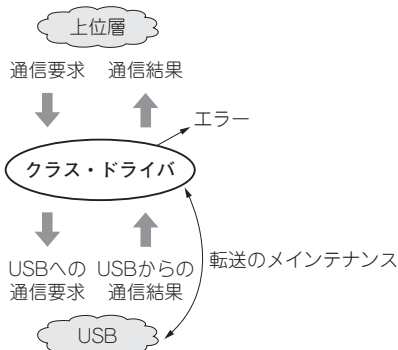 上位層
通信要求 通信結果
エラー
クラス・ドライバ
転送のメインテナンス
USBへの USBからの
通信要求 通信結果
USB